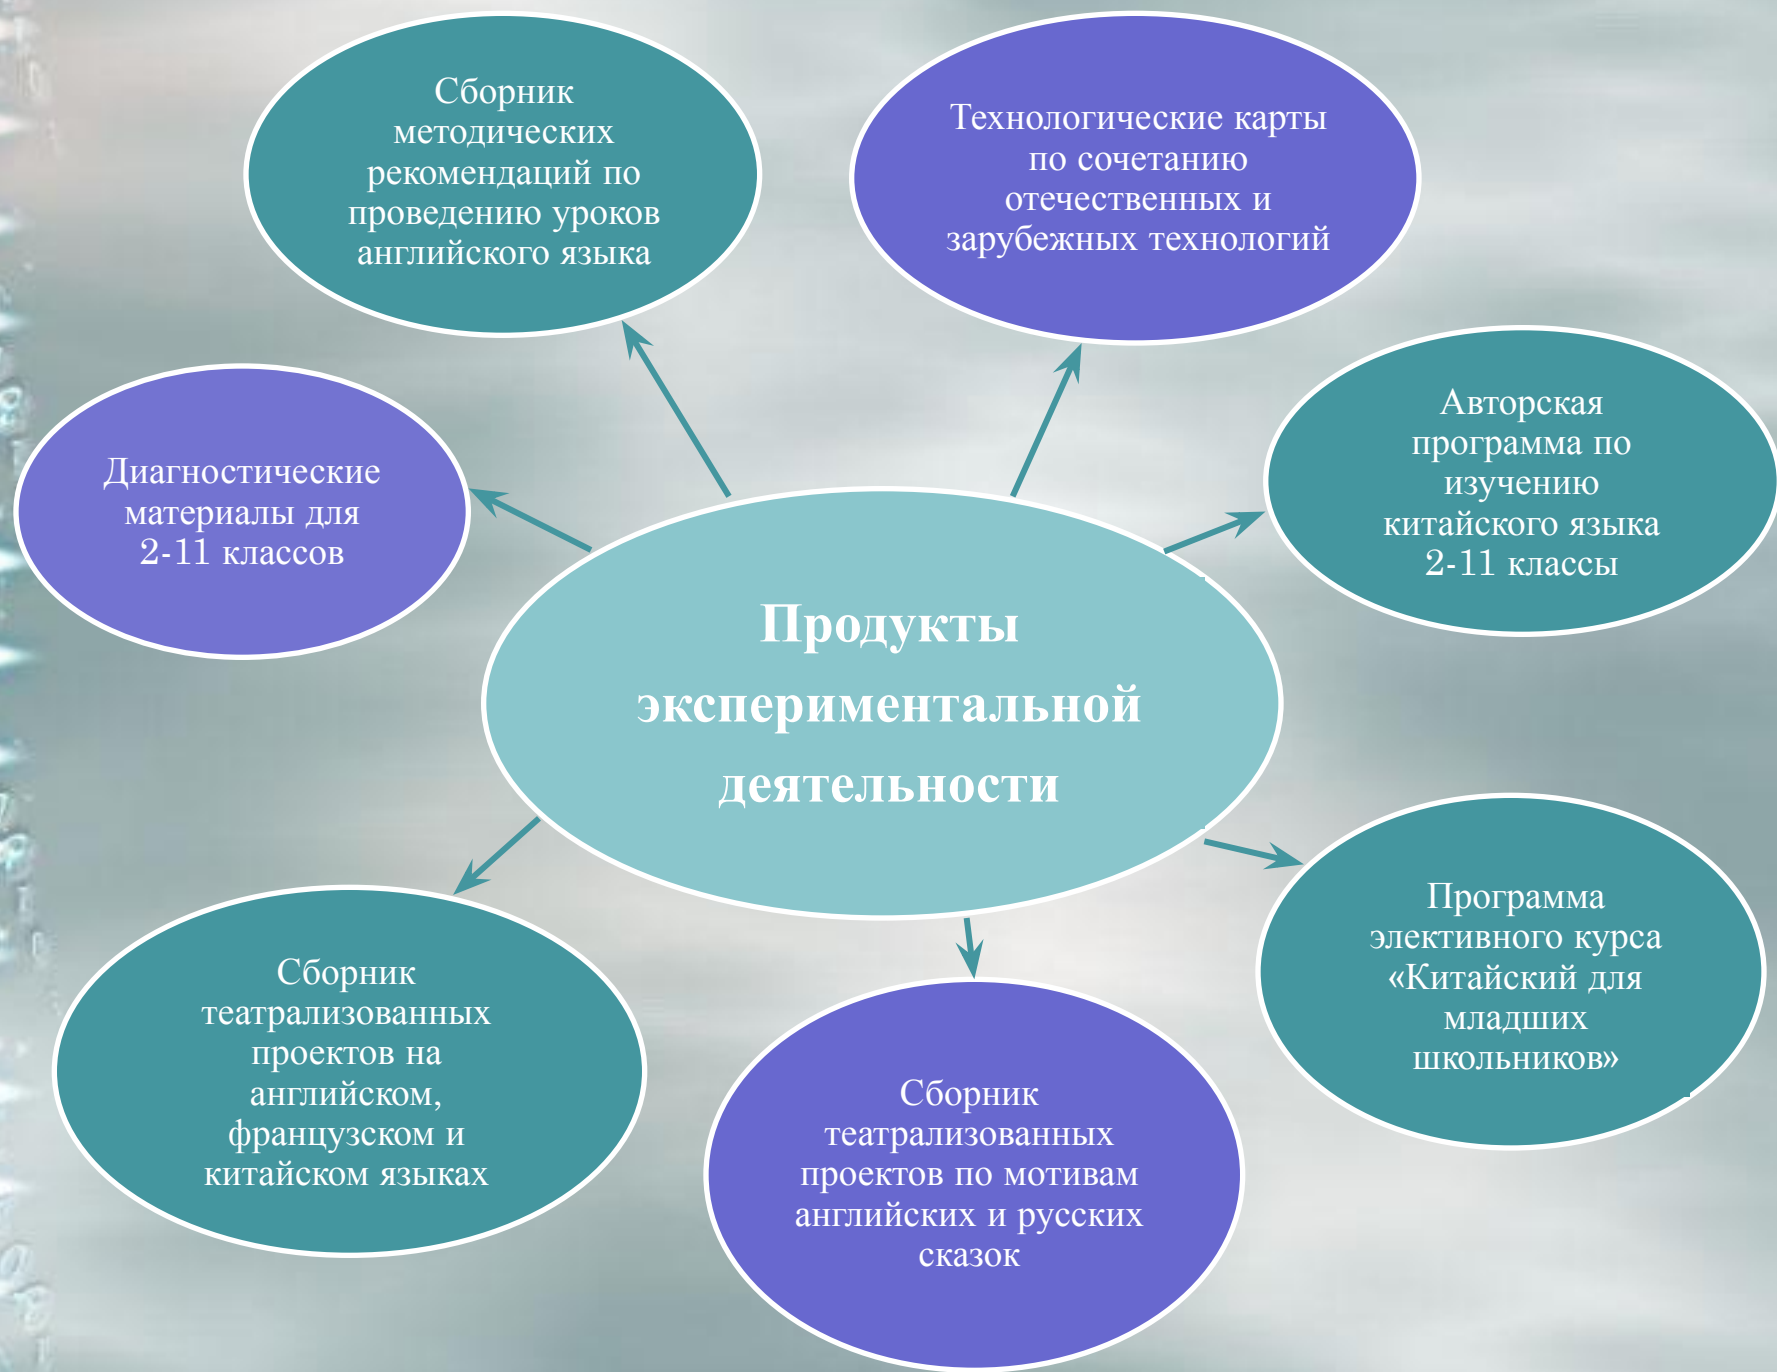 Сборник
методических
рекомендаций по
проведению уроков
английского языка
Технологические карты
по сочетанию
отечественных и
зарубежных технологий
Авторская
программа по
изучению
китайского языка
2-11 классы
Диагностические
материалы для
2-11 классов
Продукты
экспериментальной
деятельности
Программа
элективного курса
«Китайский для
младших
школьников»
Сборник
театрализованных
проектов на
английском,
французском и
китайском языках
Сборник
театрализованных
проектов по мотивам
английских и русских
сказок